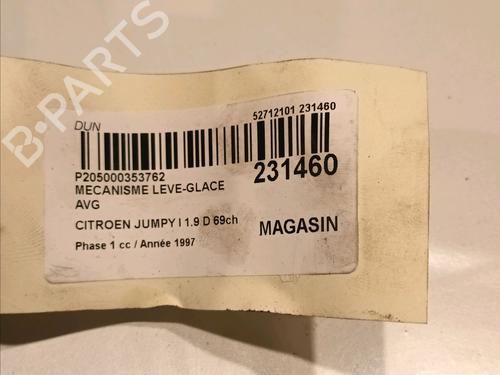 B-PARTS
DUN
52712101 231460
P205000353762
MECANISME LEVE-GLACE
AVG
231460
CITROEN JUMPY I 1.9 D 69ch
MAGASIN
Phase 1 cc / Année 1997